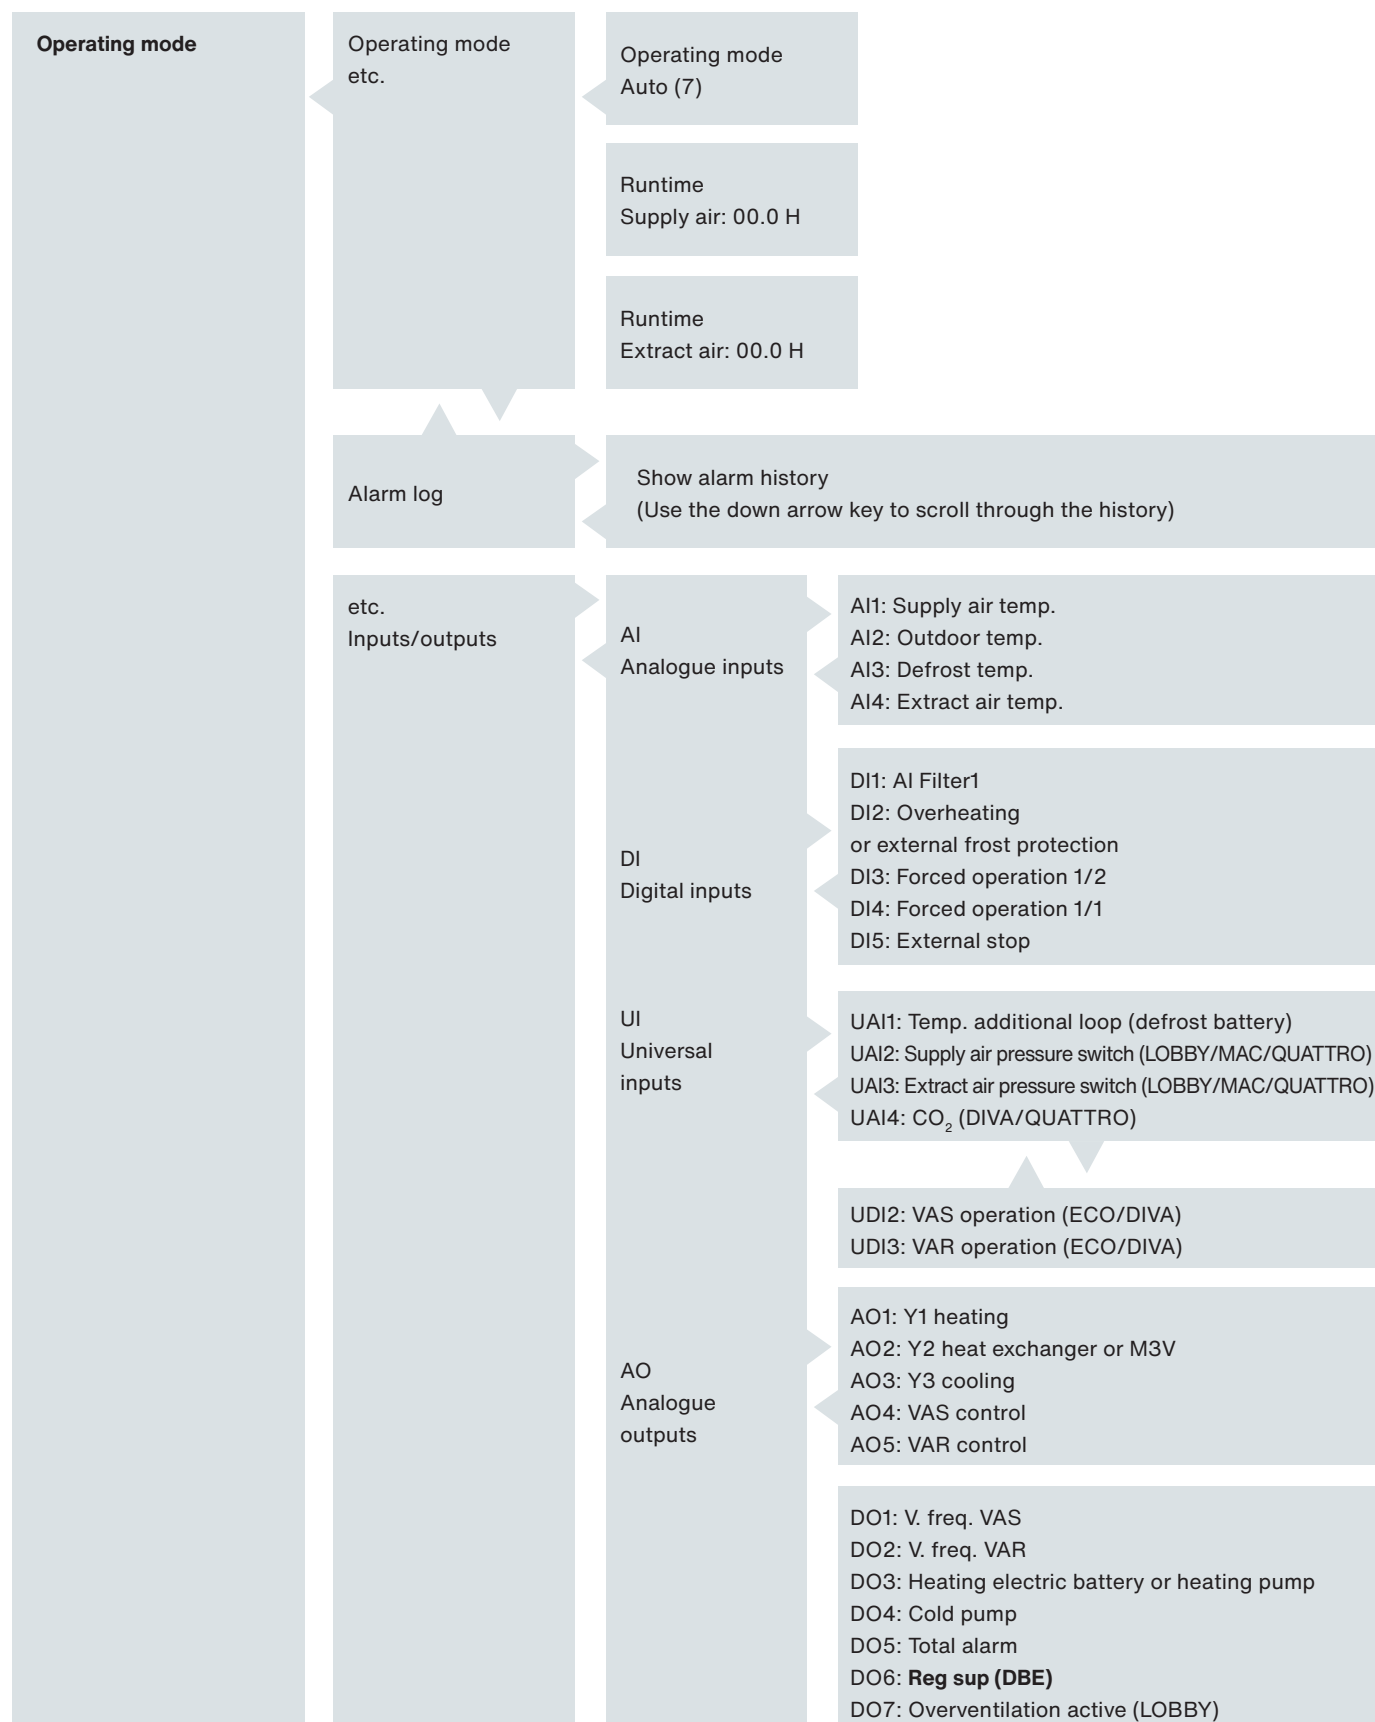 Operating mode
Operating mode
etc.
Operating mode
Auto (7)
Runtime
Supply air: 00.0 H
Runtime
Extract air: 00.0 H
Alarm log
Show alarm history
(Use the down arrow key to scroll through the history)
etc.
Inputs/outputs
AI
Analogue inputs
AI1: Supply air temp.
AI2: Outdoor temp.
AI3: Defrost temp.
AI4: Extract air temp.
DI
Digital inputs
DI1: AI Filter1
DI2: Overheating
or external frost protection
DI3: Forced operation 1/2
DI4: Forced operation 1/1
DI5: External stop
UI
Universal
inputs
UAI1: Temp. additional loop (defrost battery)
UAI2: Supply air pressure switch (LOBBY/MAC/QUATTRO)
UAI3: Extract air pressure switch (LOBBY/MAC/QUATTRO)
UAI4: CO₂ (DIVA/QUATTRO)
UDI2: VAS operation (ECO/DIVA)
UDI3: VAR operation (ECO/DIVA)
AO
Analogue
outputs
AO1: Y1 heating
AO2: Y2 heat exchanger or M3V
AO3: Y3 cooling
AO4: VAS control
AO5: VAR control
DO1: V. freq. VAS
DO2: V. freq. VAR
DO3: Heating electric battery or heating pump
DO4: Cold pump
DO5: Total alarm
DO6: Reg sup (DBE)
DO7: Overventilation active (LOBBY)